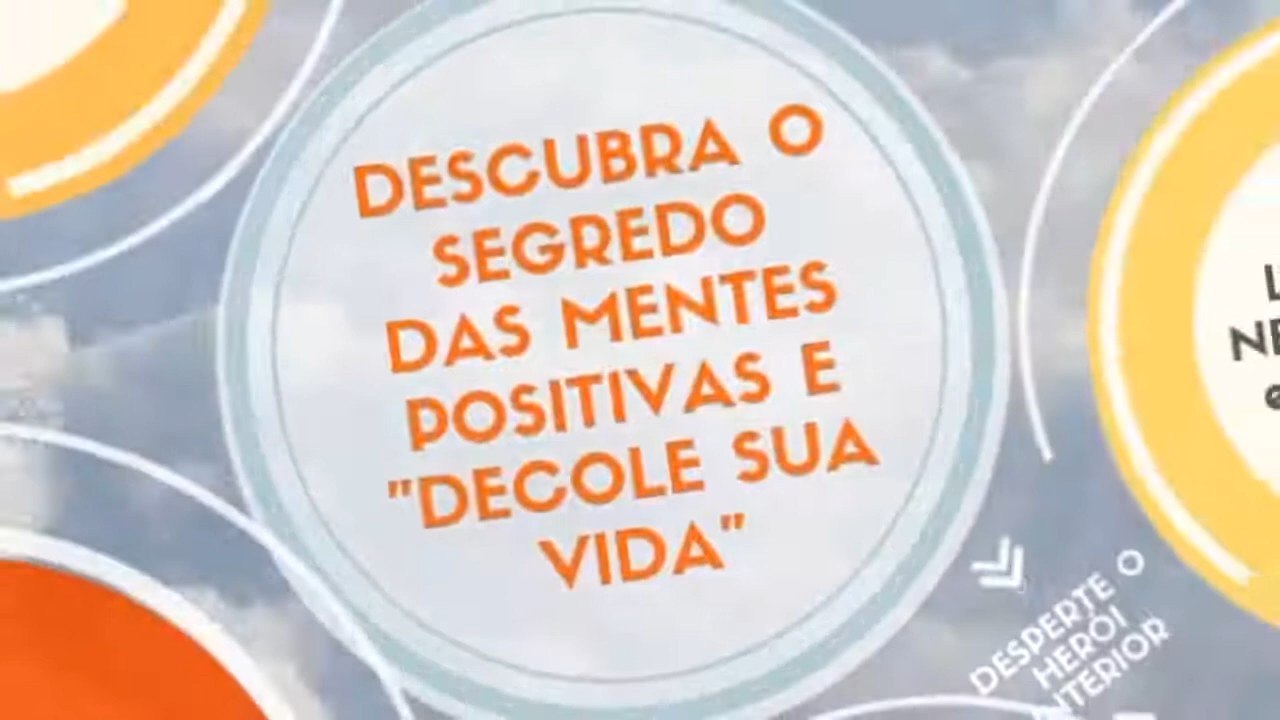 DESCUBRA O
SEGREDO
DAS MENTES
POSITIVAS E
"DECOLE SUA
VIDA"
DESPERTE O
HERÓI
INTERIOR